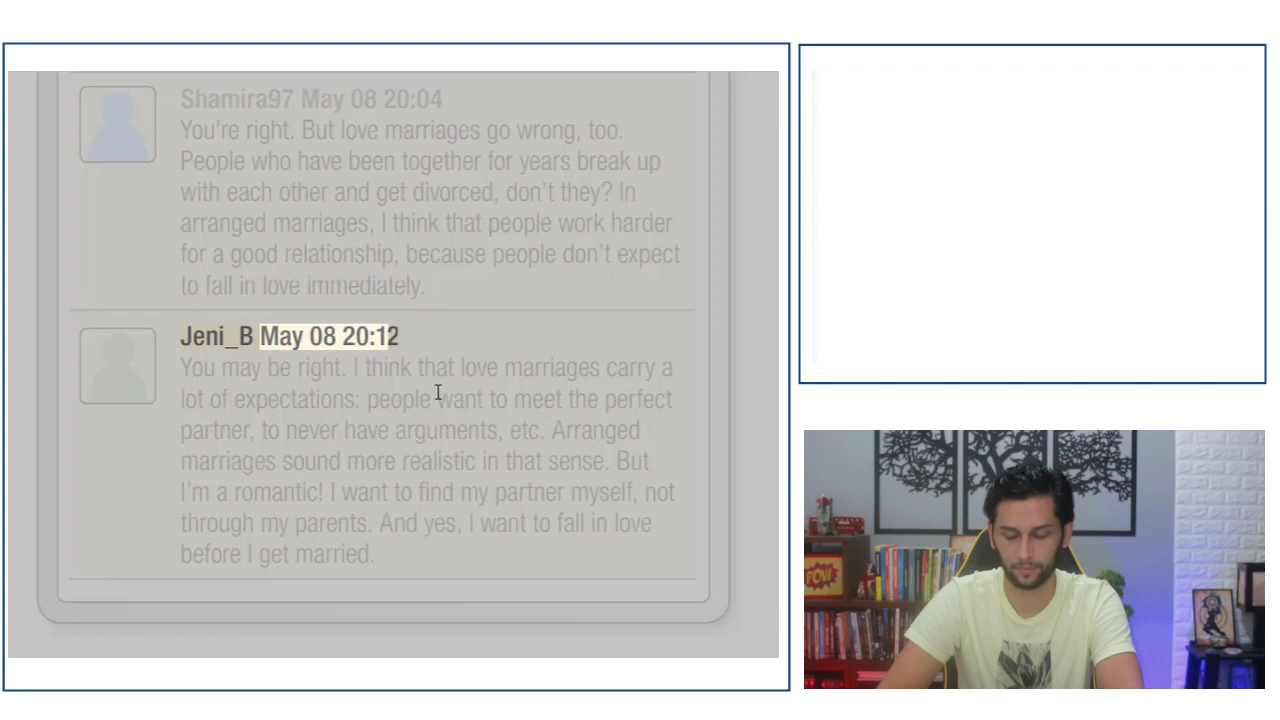 Shamira97 May 08 20:04
You're right. But love marriages go wrong, too.
People who have been together for years break up
with each other and get divorced, don't they? In
arranged marriages, I think that people work harder
for a good relationship, because people don't expect
to fall in love immediately.
Jeni_B May 08 20:12
You may be right. I think that love marriages carry a
lot of expectations: people want to meet the perfect
partner, to never have arguments, etc. Arranged
marriages sound more realistic in that sense. But
I'm a romantic! I want to find my partner myself, not
through my parents. And yes, I want to fall in love
before I get married.
POW